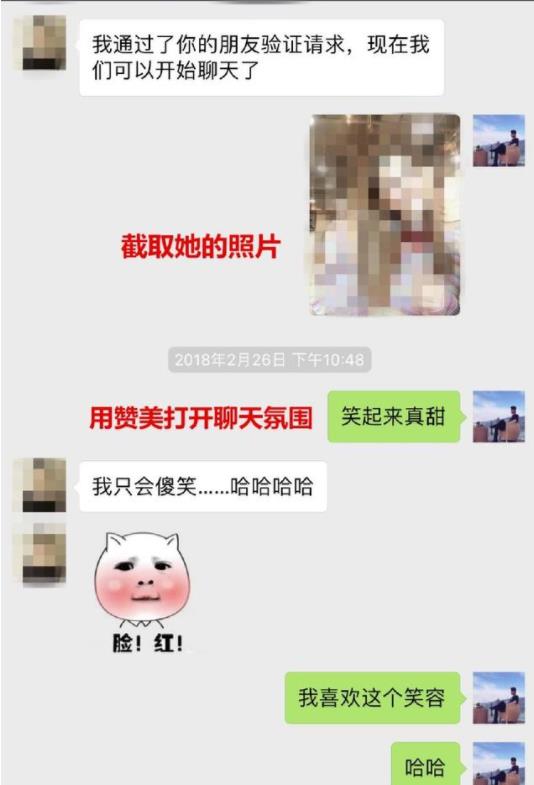 我通过了你的朋友验证请求，现在我
们可以开始聊天了
截取她的照片
2018年2月26日 下午10:48
用赞美打开聊天氛围
笑起来真甜
我只会傻笑……哈哈哈哈
脸！红！
我喜欢这个笑容
哈哈